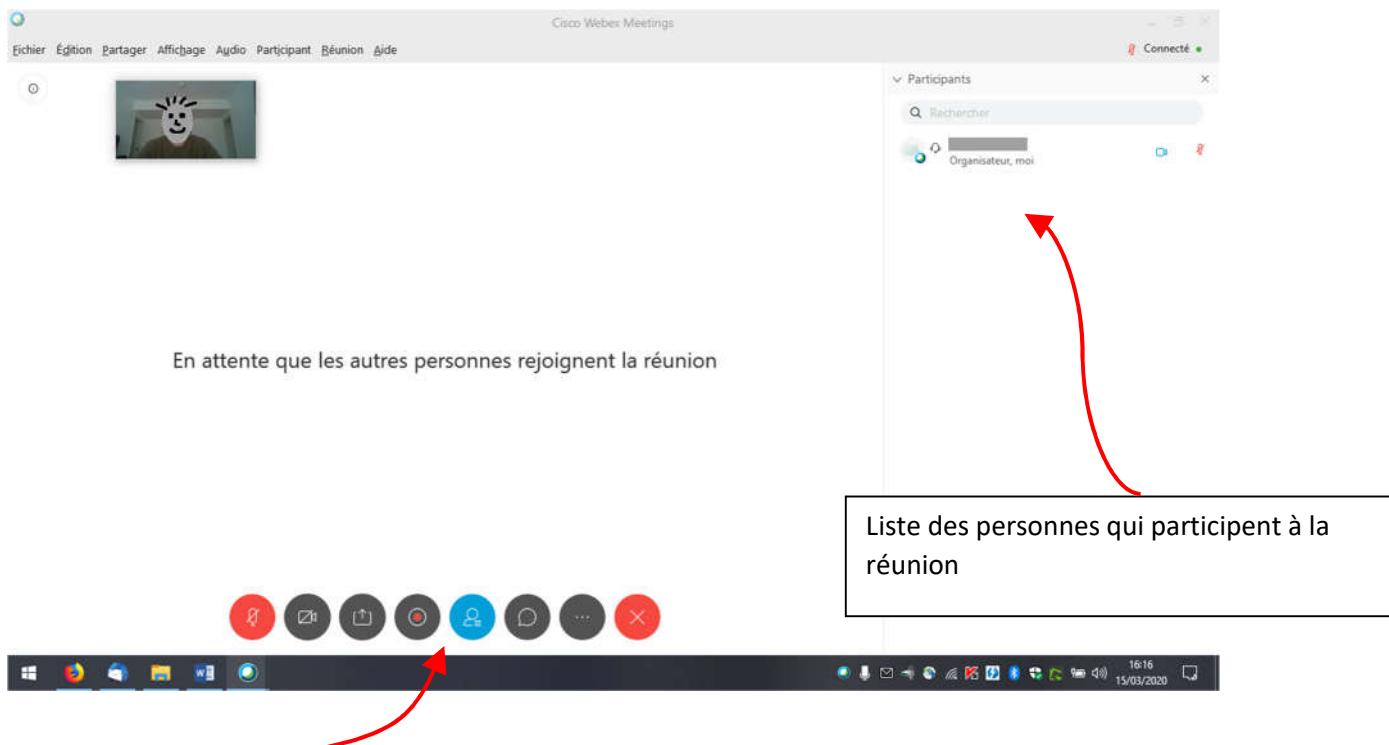 Cisco Webex Meetings
Fichier Édition Partager Affichage Audio Participant Réunion Aide
Connecté
Participants
Rechercher
Organisateur, moi
En attente que les autres personnes rejoignent la réunion
Liste des personnes qui participent à la
réunion
16:16
15/03/2020